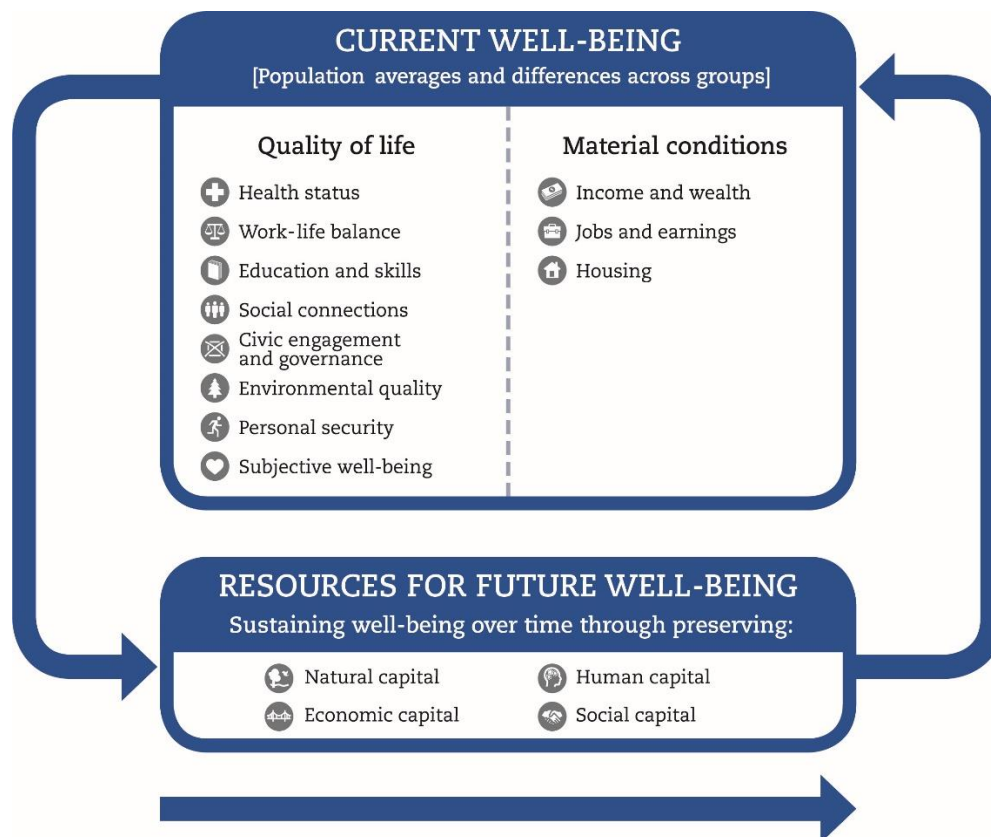 CURRENT WELL-BEING
[Population averages and differences across groups]
Quality of life
Health status
Work-life balance
Education and skills
Social connections
Civic engagement
and governance
Environmental quality
Personal security
Subjective well-being
Material conditions
Income and wealth
Jobs and earnings
Housing
RESOURCES FOR FUTURE WELL-BEING
Sustaining well-being over time through preserving:
Natural capital
Economic capital
Human capital
Social capital